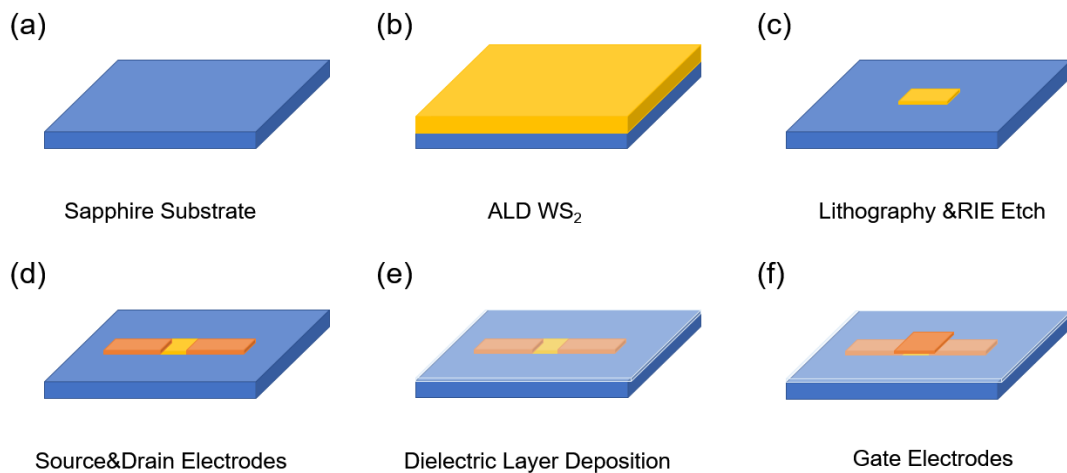 (a)
(b)
(c)
Sapphire Substrate
ALD WS₂
Lithography &RIE Etch
(d)
(e)
(f)
Source&Drain Electrodes
Dielectric Layer Deposition
Gate Electrodes